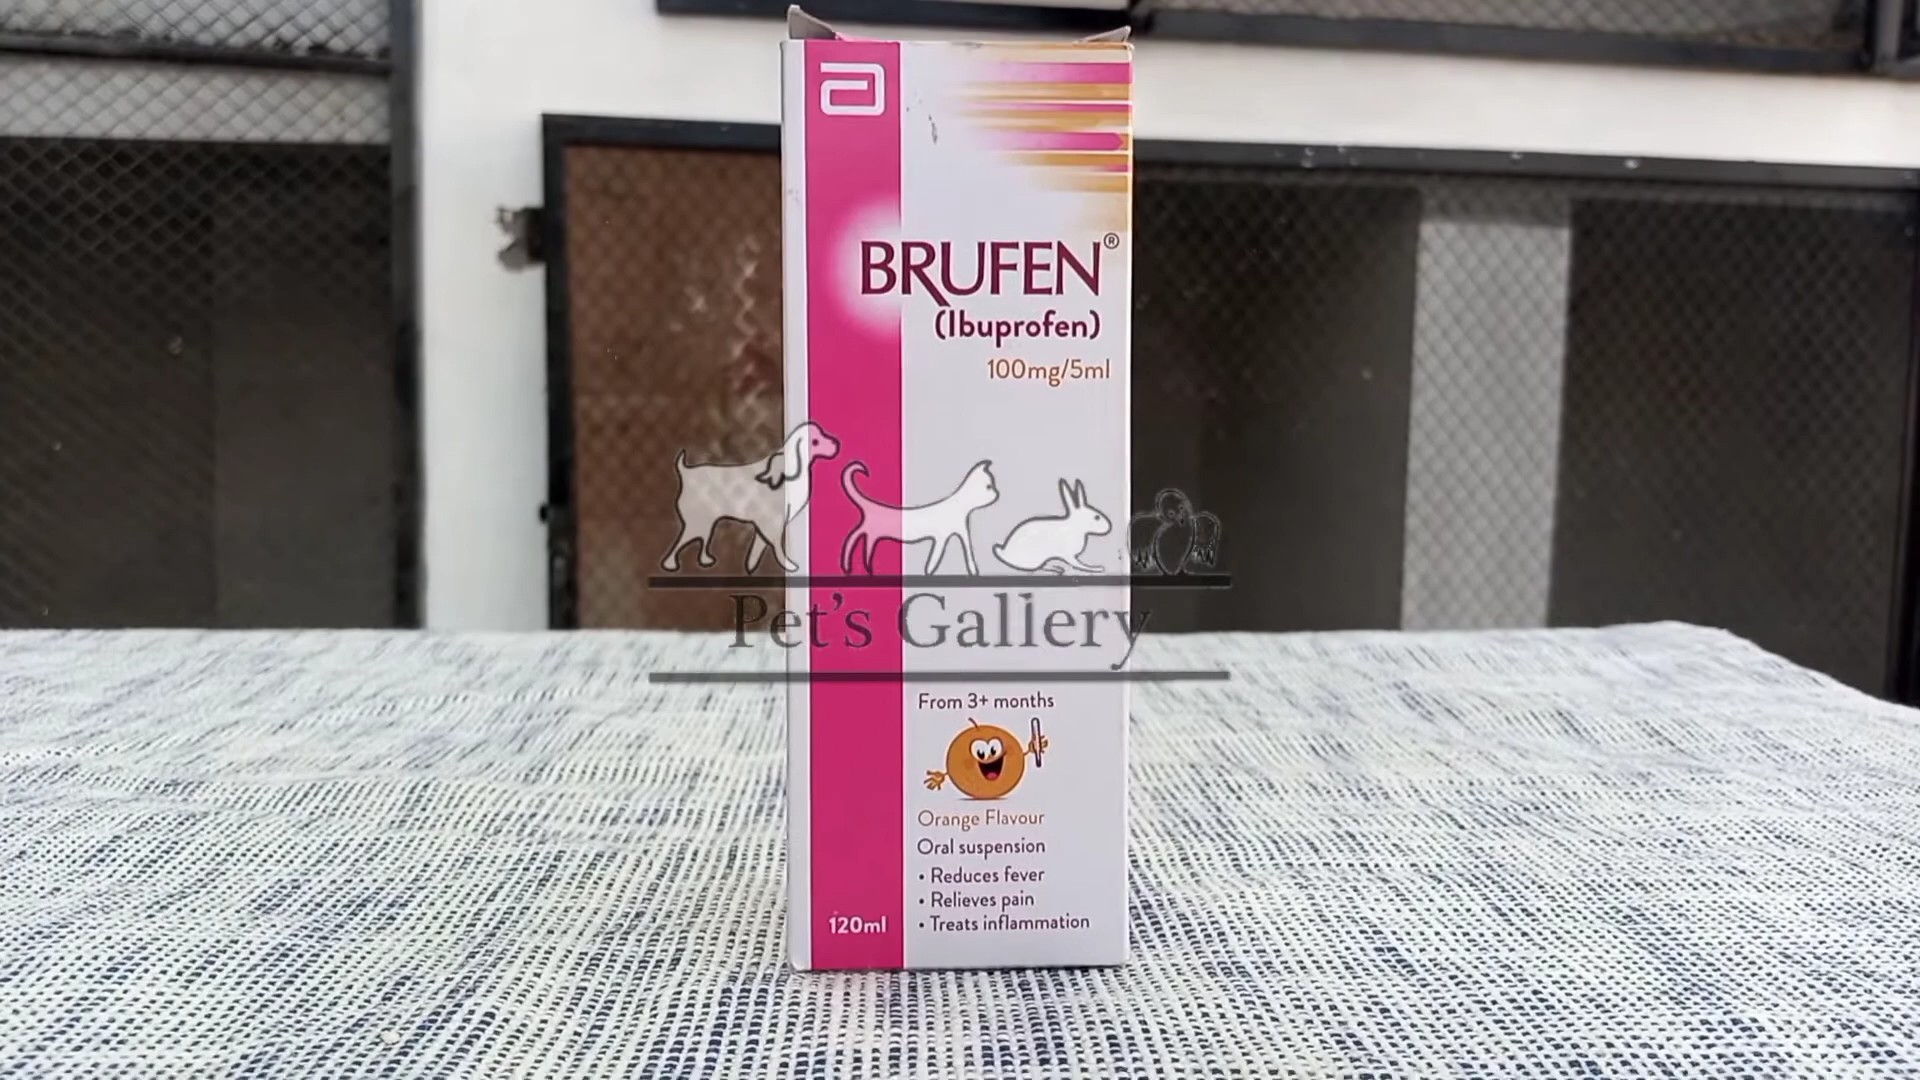 BRUFEN®
(Ibuprofen)
100mg/5ml
Pet's Gallery
From 3+ months
Orange Flavour
Oral suspension
• Reduces fever
• Relieves pain
• Treats inflammation
120ml